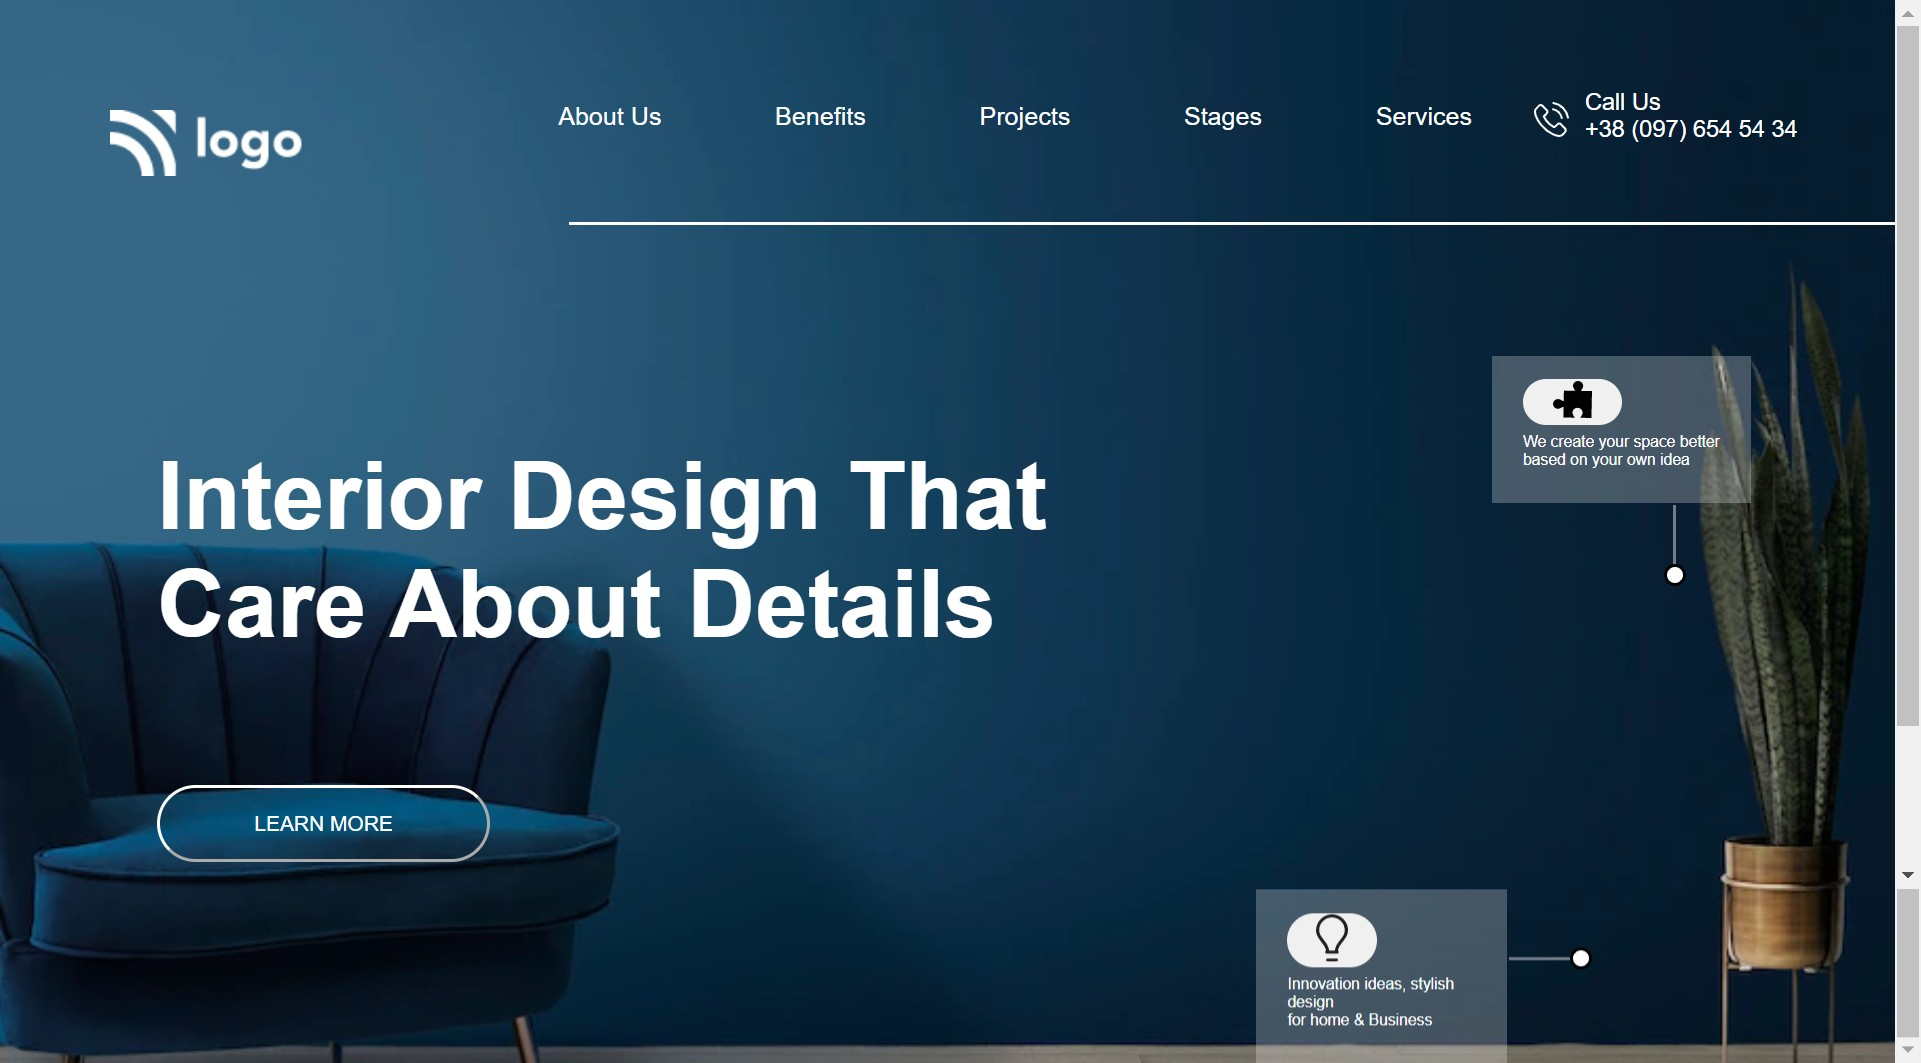 logo
About Us
Benefits
Projects
Stages
Services
Call Us
+38 (097) 654 54 34
We create your space better
based on your own idea
Interior Design That
Care About Details
LEARN MORE
Innovation ideas, stylish
design
for home & Business